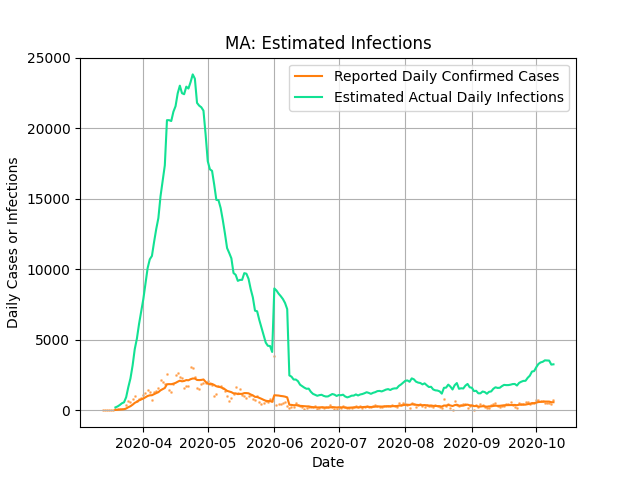 MA: Estimated Infections
Reported Daily Confirmed Cases
Estimated Actual Daily Infections
Daily Cases or Infections
25000
20000
15000
10000
5000
0
2020-04 2020-05 2020-06 2020-07 2020-08 2020-09 2020-10
Date